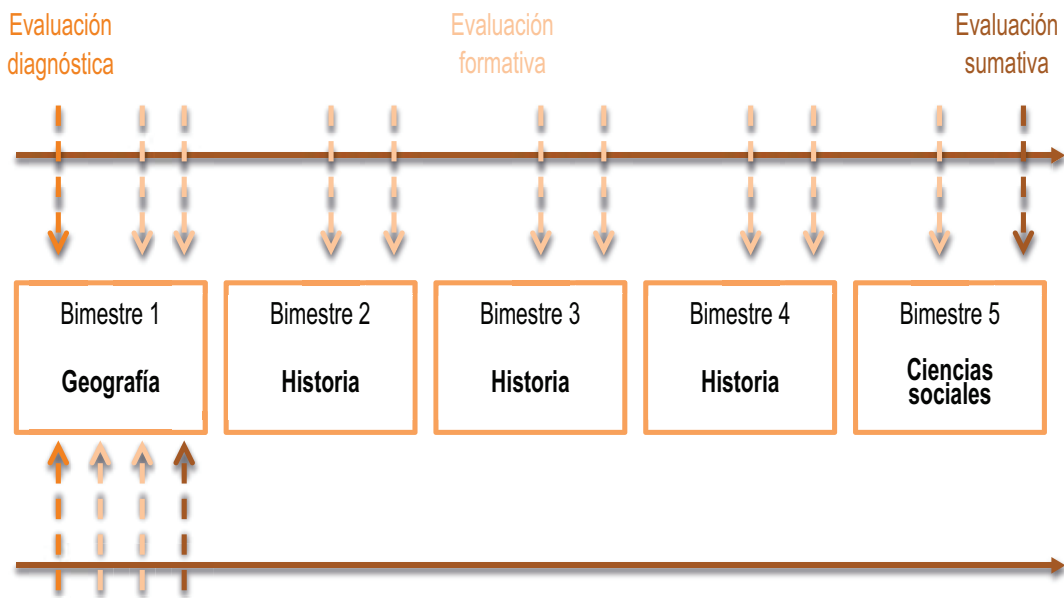 Evaluación
diagnóstica
Evaluación
formativa
Evaluación
sumativa
Bimestre 1
Geografía
Bimestre 2
Historia
Bimestre 3
Historia
Bimestre 4
Historia
Bimestre 5
Ciencias
sociales